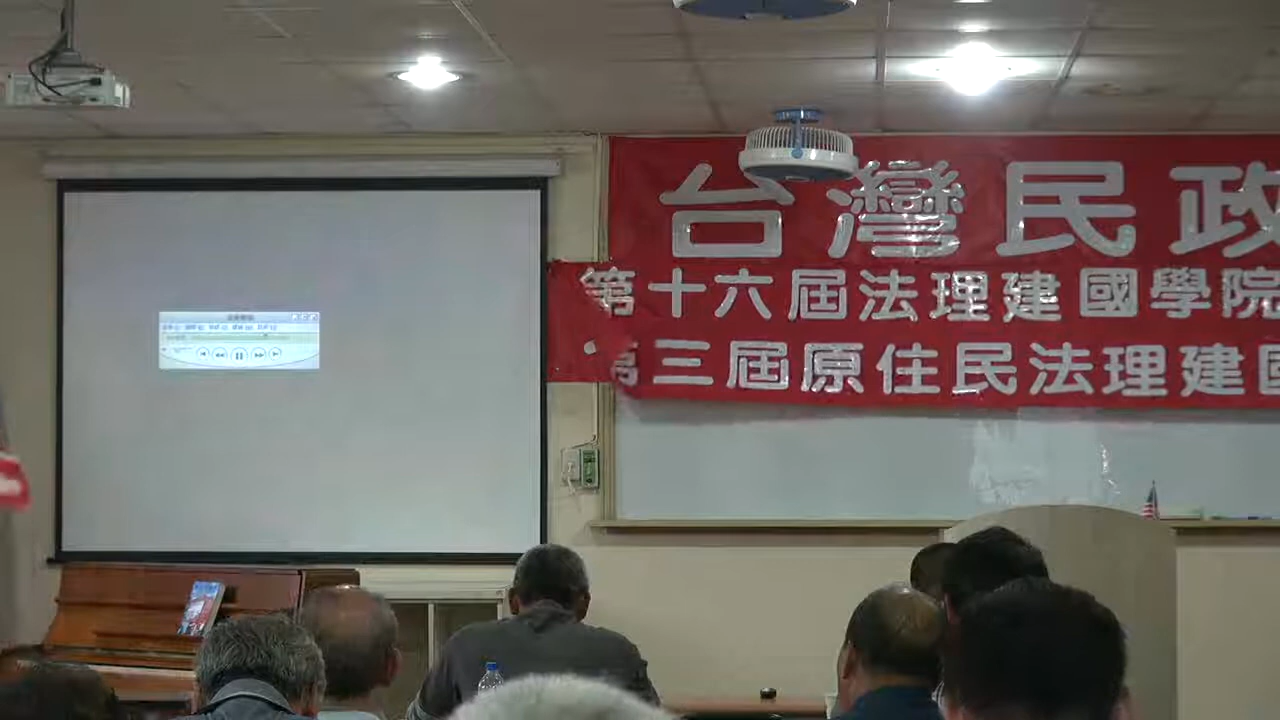 台灣民政
第十六屆法理建國學院
第三屆原住民法理建國